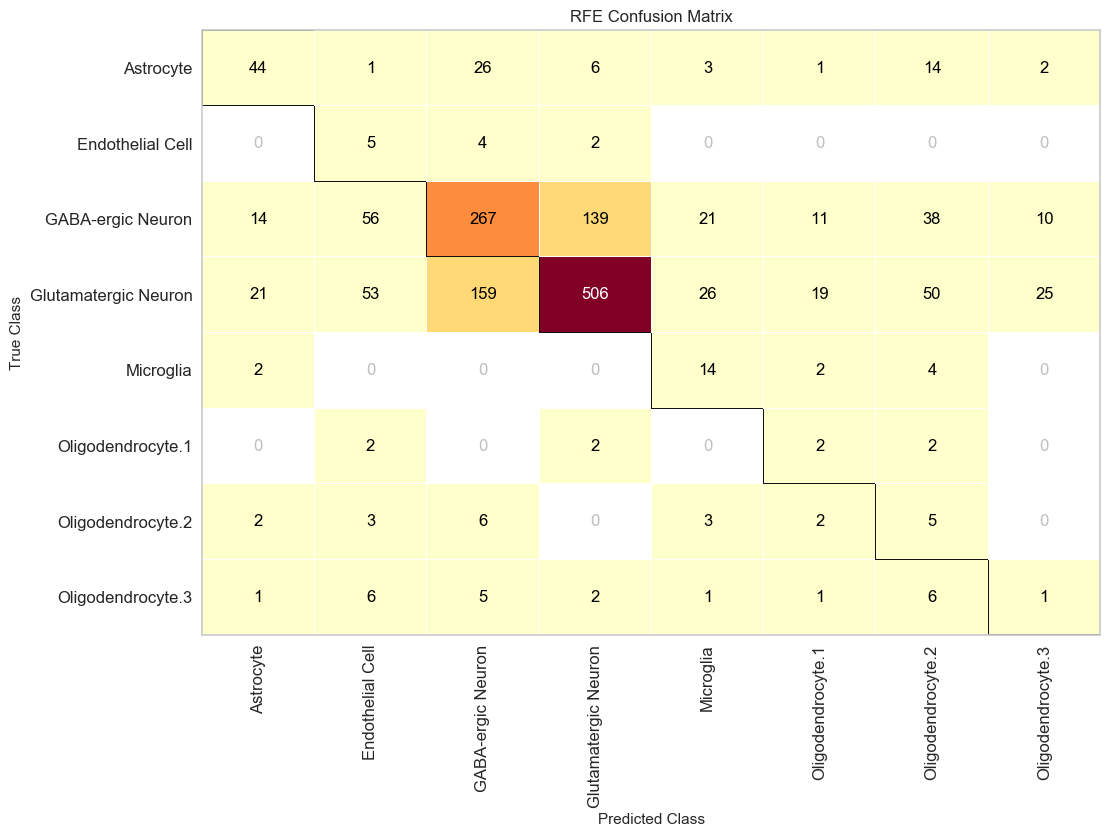 RFE Confusion Matrix
True Class
Astrocyte 44 1 26 6 3 1 14 2
Endothelial Cell 0 5 4 2 0 0 0 0
GABA-ergic Neuron 14 56 267 139 21 11 38 10
Glutamatergic Neuron 21 53 159 506 26 19 50 25
Microglia 2 0 0 0 14 2 4 0
Oligodendrocyte.1 0 2 0 2 0 2 2 0
Oligodendrocyte.2 2 3 6 0 3 2 5 0
Oligodendrocyte.3 1 6 5 2 1 1 6 1
Astrocyte
Endothelial Cell
GABA-ergic Neuron
Glutamatergic Neuron
Microglia
Oligodendrocyte.1
Oligodendrocyte.2
Oligodendrocyte.3
Predicted Class